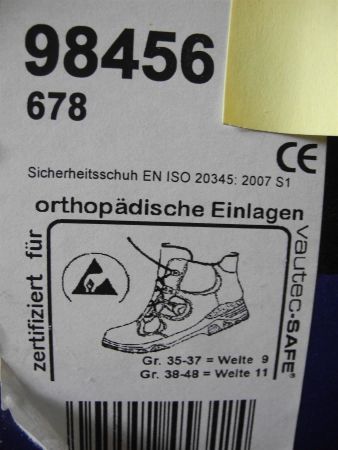 98456
678
CE
Sicherheitsschuh EN ISO 20345: 2007 S1
zertifiziert für
orthopädische Einlagen
vautec·SAFE®
Gr. 35-37 = Weite 9
Gr. 38-48 = Weite 11